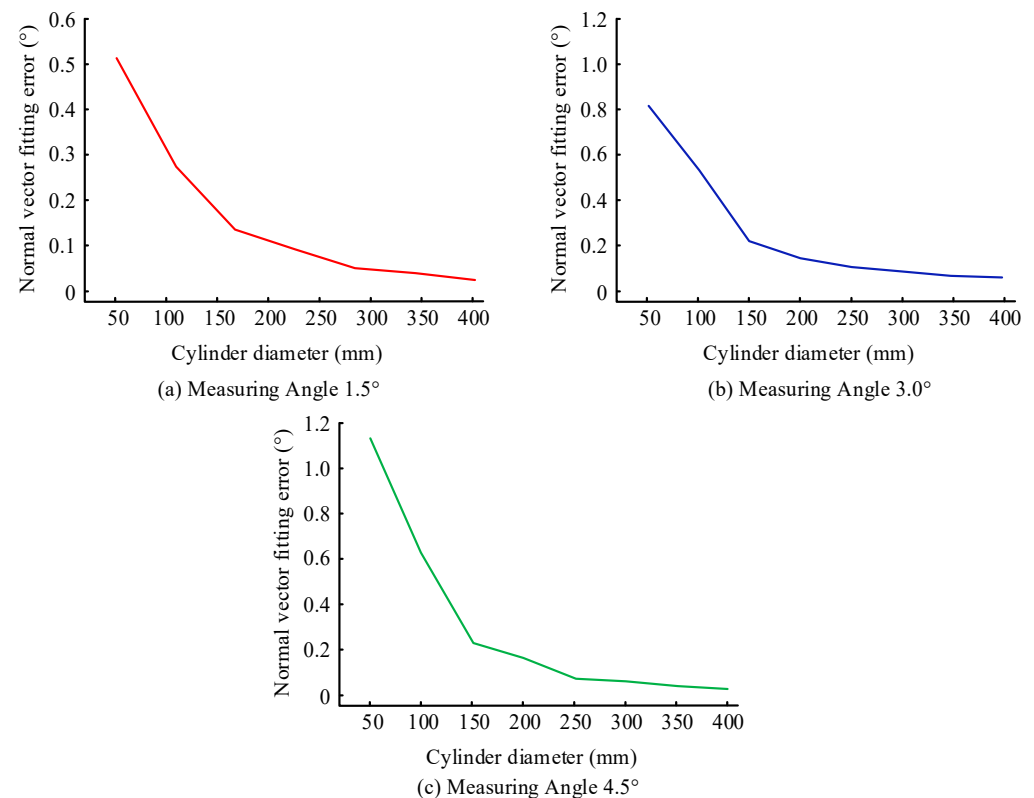 Normal vector fitting error (°)
0.6
0.5
0.4
0.3
0.2
0.1
0
50 100 150 200 250 300 350 400
Cylinder diameter (mm)
(a) Measuring Angle 1.5°
Normal vector fitting error (°)
1.2
1.0
0.8
0.6
0.4
0.2
0
50 100 150 200 250 300 350 400
Cylinder diameter (mm)
(b) Measuring Angle 3.0°
Normal vector fitting error (°)
1.2
1.0
0.8
0.6
0.4
0.2
0
50 100 150 200 250 300 350 400
Cylinder diameter (mm)
(c) Measuring Angle 4.5°